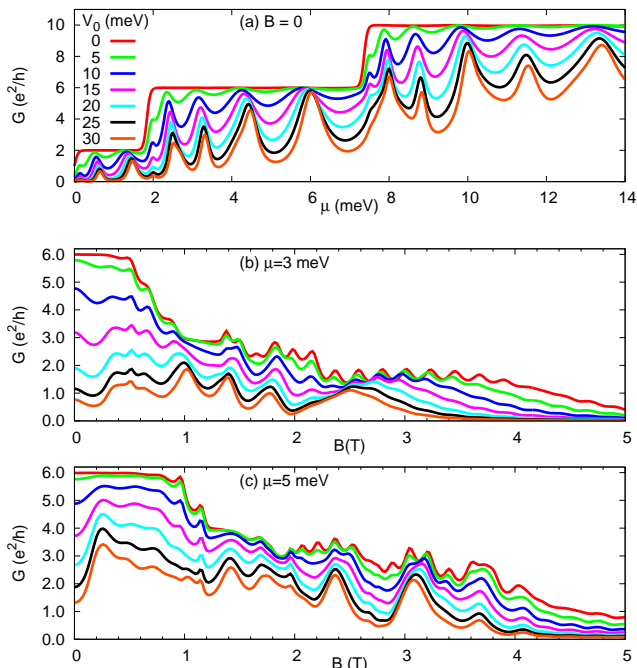 V₀ (meV)
0
5
10
15
20
25
30
(a) B = 0
G (e²/h)
10
8
6
4
2
0
0 2 4 6 8 10 12 14
μ (meV)
(b) μ=3 meV
G (e²/h)
6.0
5.0
4.0
3.0
2.0
1.0
0.0
0 1 2 3 4 5
B(T)
(c) μ=5 meV
G (e²/h)
6.0
5.0
4.0
3.0
2.0
1.0
0.0
0 1 2 3 4 5
B(T)